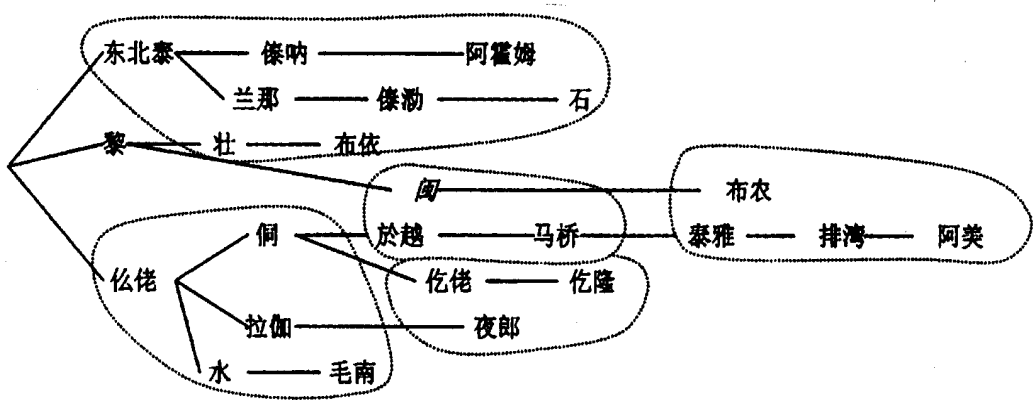 东北泰 傣呐 阿霍姆
兰那 傣泐 石
黎 壮 布依
闽 布农
侗 於越 马桥 泰雅 排湾 阿美
仫佬 仡佬 仡隆
拉伽 夜郎
水 毛南